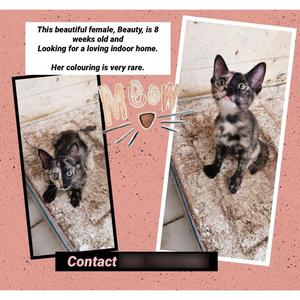 This beautiful female, Beauty, is 8
weeks old and
Looking for a loving indoor home.
Her colouring is very rare.
Meow
Contact